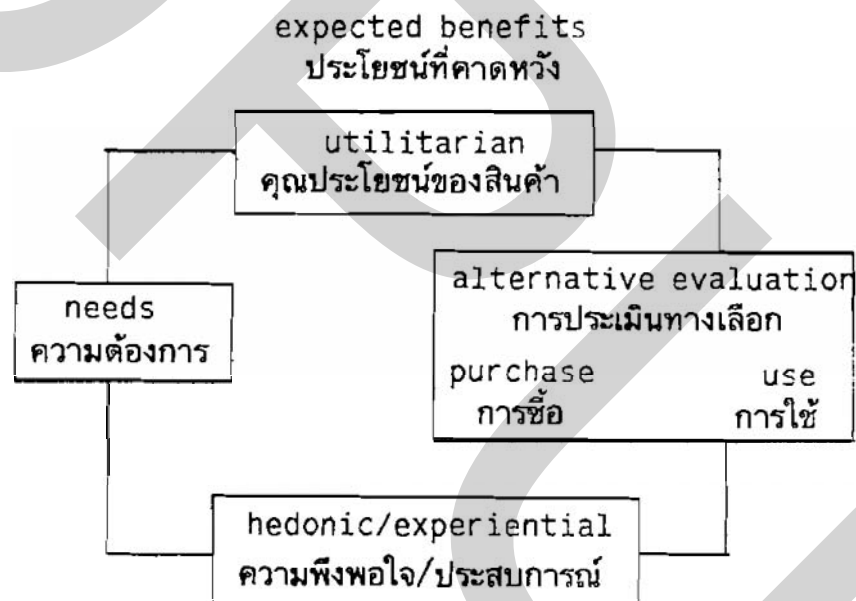 expected benefits
ประโยชน์ที่คาดหวัง
utilitarian
คุณประโยชน์ของสินค้า
needs
ความต้องการ
alternative evaluation
การประเมินทางเลือก
purchase use
การซื้อ การใช้
hedonic/experiential
ความพึงพอใจ/ประสบการณ์